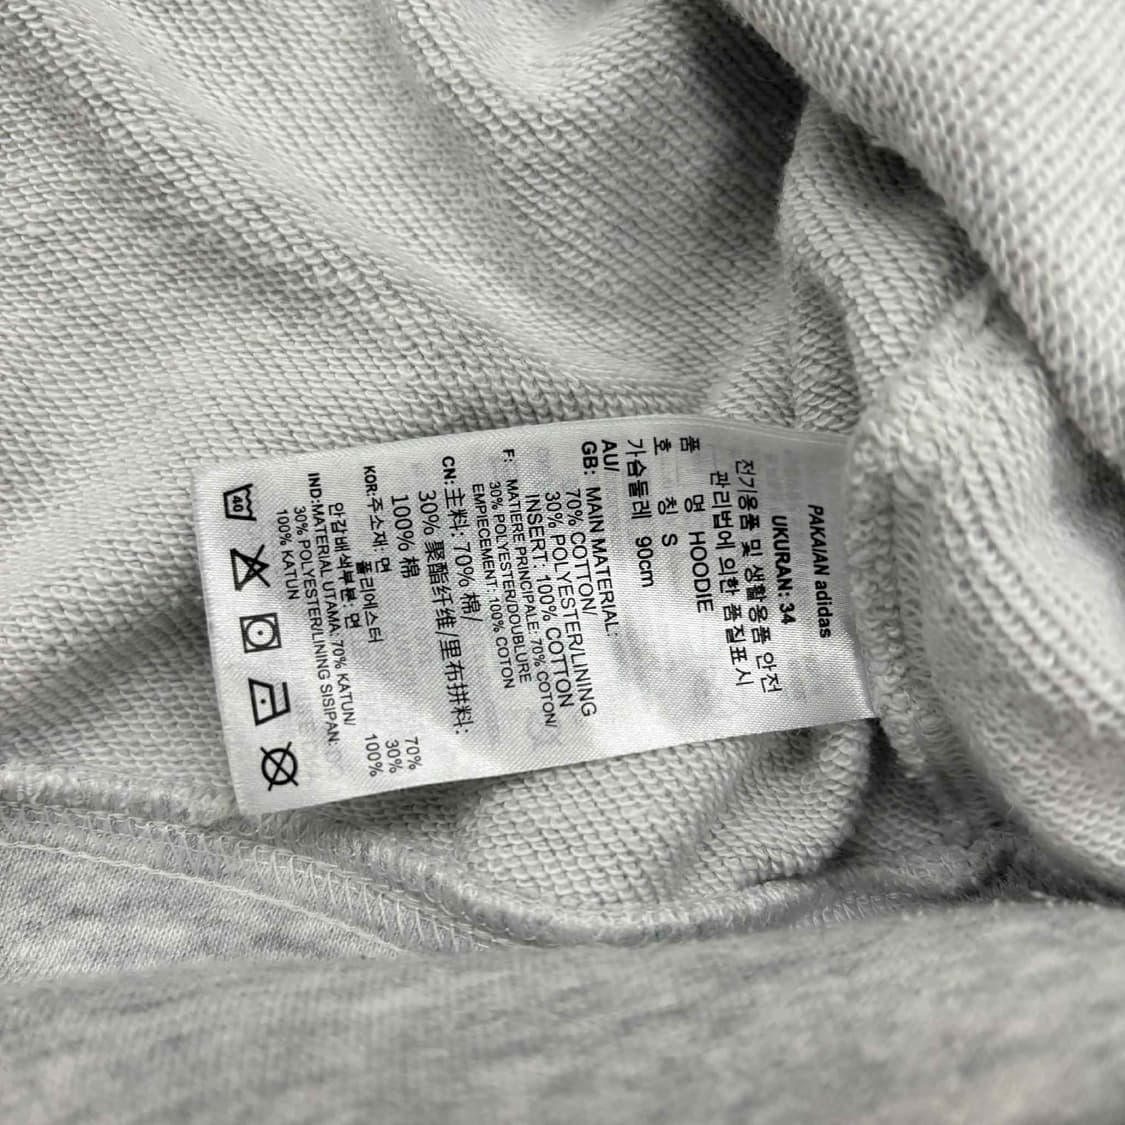 PAKAIAN adidas
UKURAN: 34
전기용품 및 생활용품 안전
관리법에 의한 품질표시
품 명 HOODIE
호 칭 S
가슴둘레 90cm
AU/
GB: MAIN MATERIAL:
70% COTTON/
30% POLYESTER/LINING
INSERT: 100% COTTON
F: MATIERE PRINCIPALE: 70% COTON/
30% POLYESTER/DOUBLURE
EMPIECEMENT: 100% COTON
CN: 主料: 70% 棉/
30% 聚酯纤维/里布拼料:
100% 棉
KOR: 주소재: 면 70%
폴리에스터 30%
안감배색부분: 면 100%
IND: MATERIAL UTAMA: 70% KATUN/
30% POLYESTER/LINING SISIPAN:
100% KATUN
40